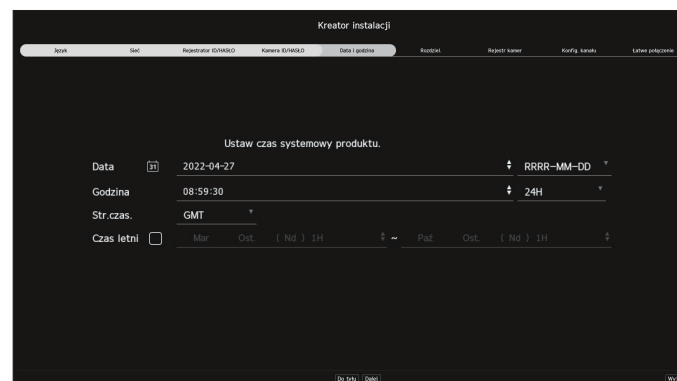 Kreator instalacji
Język Sieć Rejestrator ID/HASŁO Kamera ID/HASŁO Data i godzina Rozdziel. Rejestr kamer Konfig. kanału Łatwe połączenie
Ustaw czas systemowy produktu.
Data 31 2022-04-27 RRRR-MM-DD
Godzina 08:59:30 24H
Str.czas. GMT
Czas letni Mar Ost. ( Nd ) 1H ~ Paź Ost. ( Nd ) 1H
Do tyłu Dalej